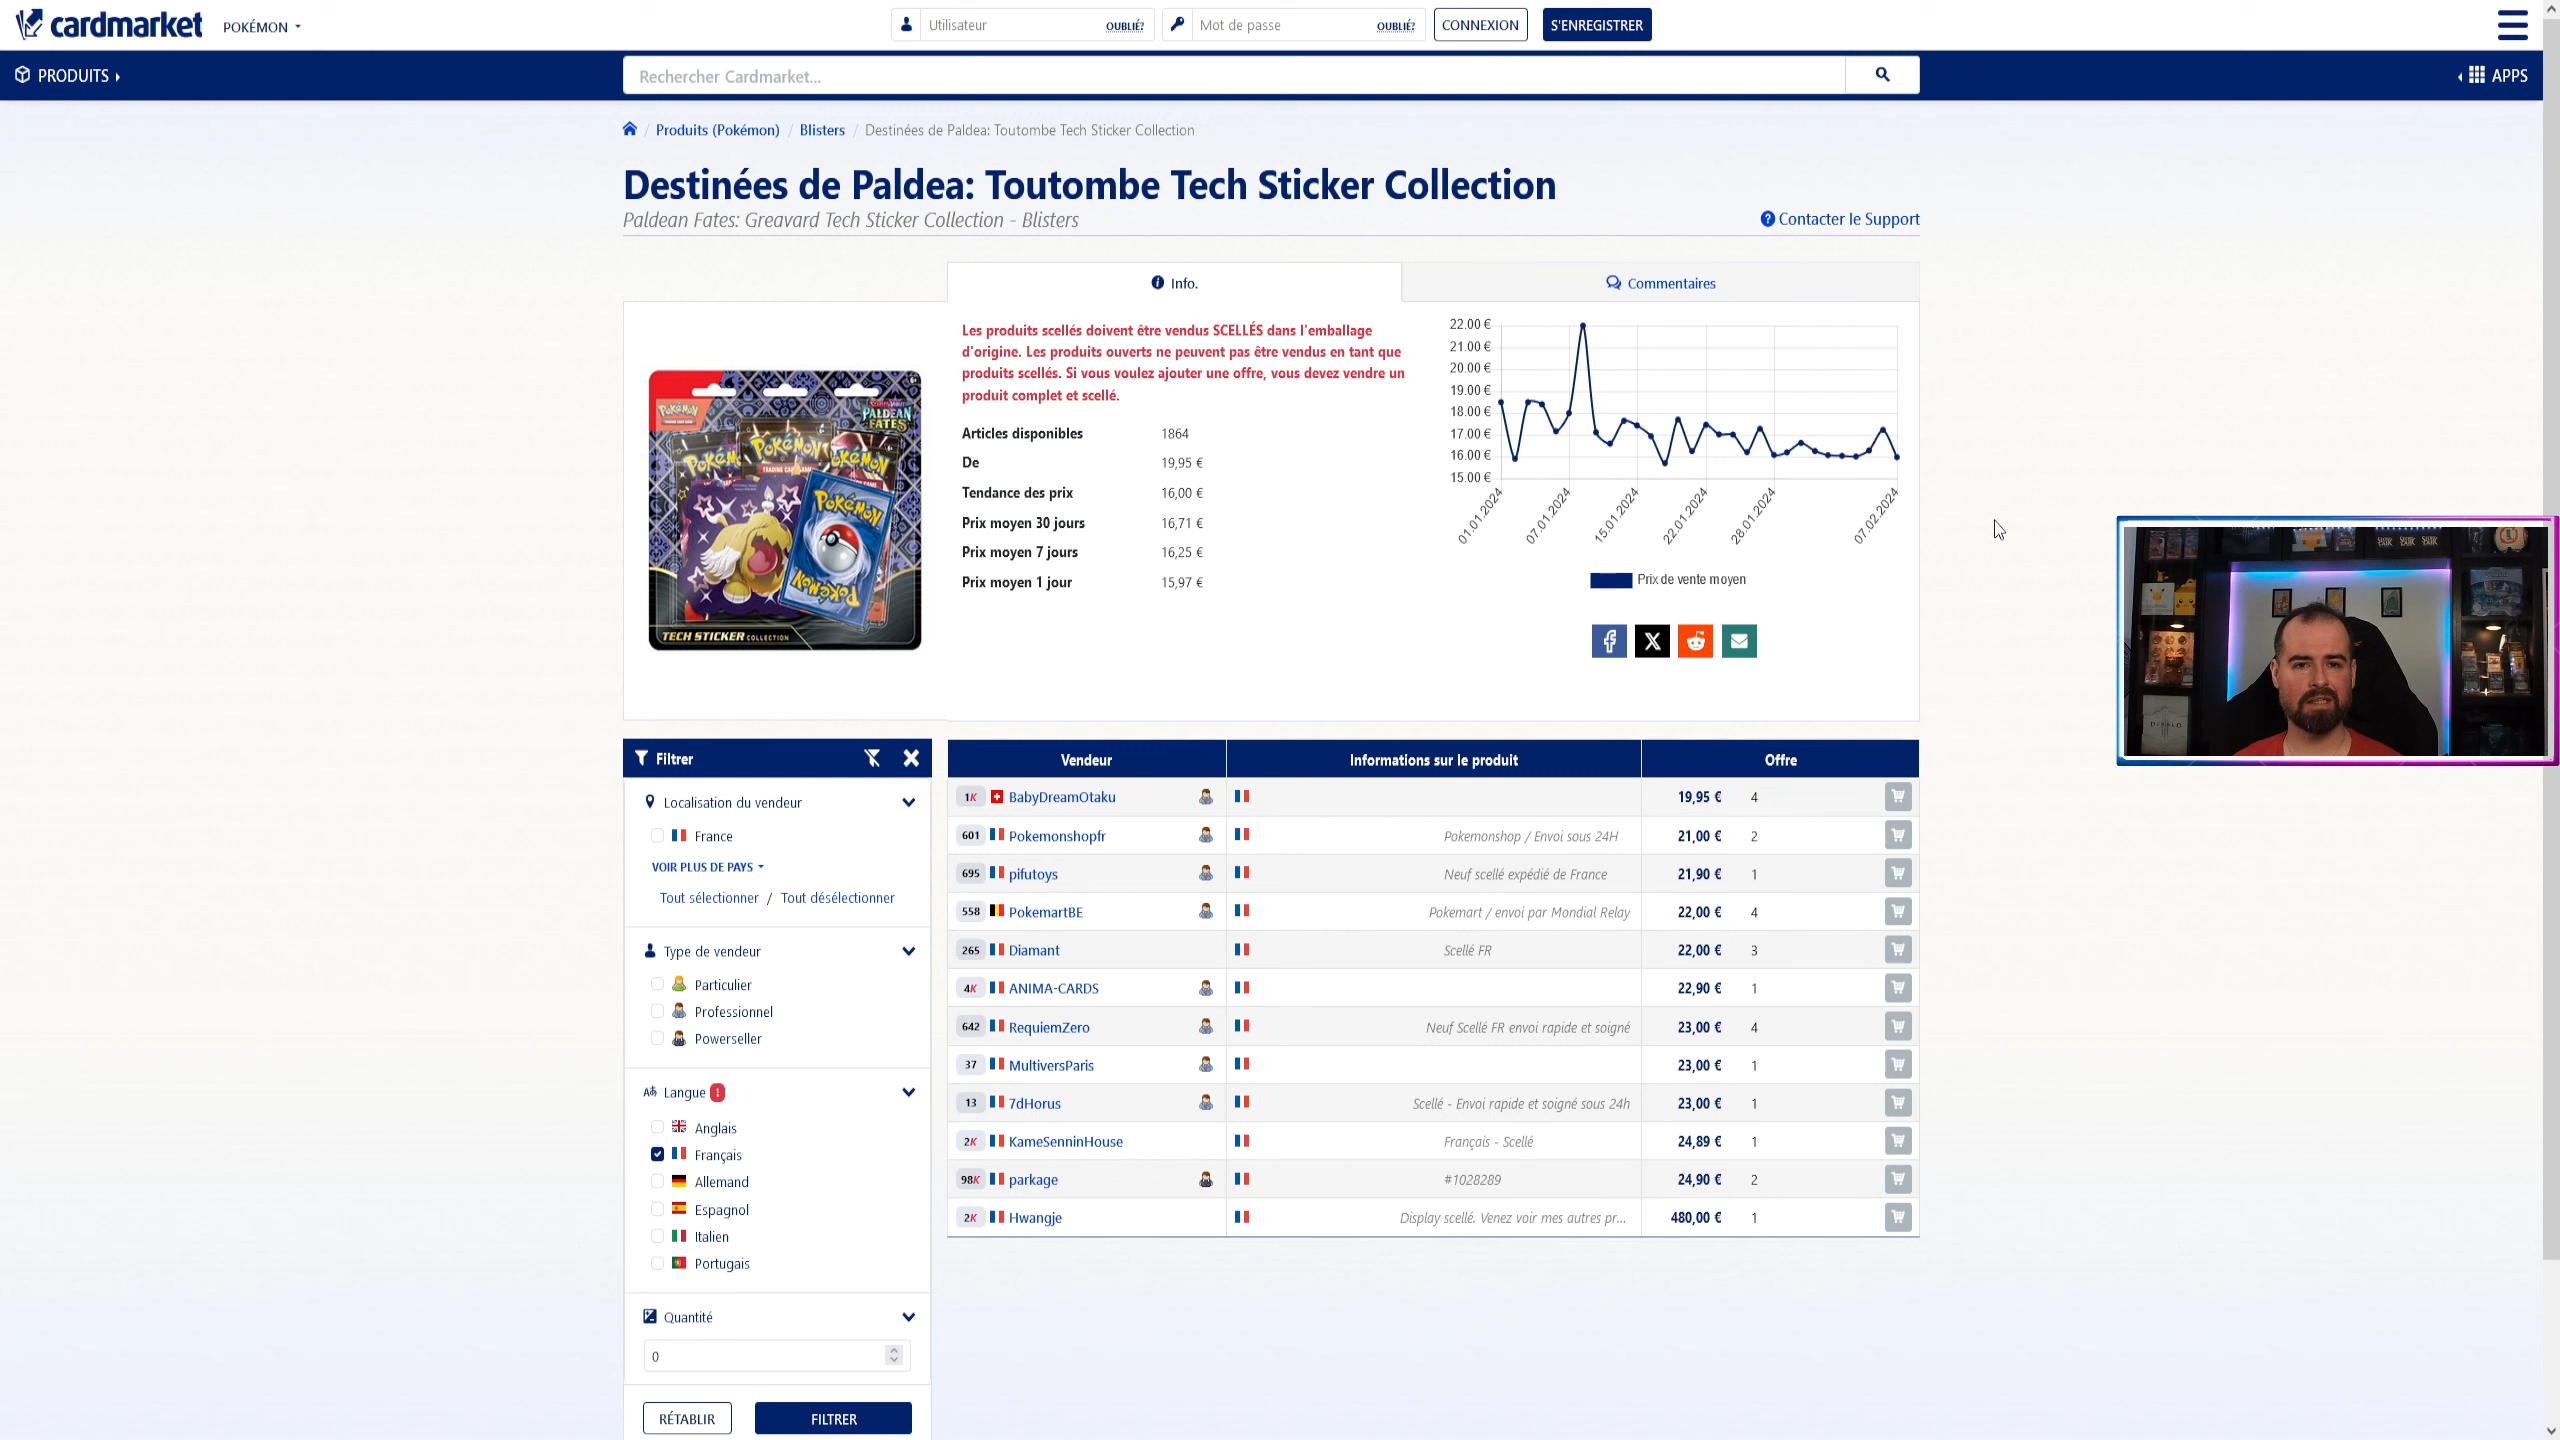 cardmarket
POKÉMON
Utilisateur
OUBLIÉ?
Mot de passe
OUBLIÉ?
CONNEXION
S'ENREGISTRER
PRODUITS
Rechercher Cardmarket...
APPS
/ Produits (Pokémon) / Blisters / Destinées de Paldea: Toutombe Tech Sticker Collection
Destinées de Paldea: Toutombe Tech Sticker Collection
Paldean Fates: Greavard Tech Sticker Collection - Blisters
Contacter le Support
Info.
Commentaires
Pokémon
PALDEAN
FATES
Pokémon
TRADING CARD GAME
Pokémon
Pokémon
TECH STICKER COLLECTION
Les produits scellés doivent être vendus SCELLÉS dans l'emballage
d'origine. Les produits ouverts ne peuvent pas être vendus en tant que
produits scellés. Si vous voulez ajouter une offre, vous devez vendre un
produit complet et scellé.
Articles disponibles 1864
De 19,95 €
Tendance des prix 16,00 €
Prix moyen 30 jours 16,71 €
Prix moyen 7 jours 16,25 €
Prix moyen 1 jour 15,97 €
22.00 €
21.00 €
20.00 €
19.00 €
18.00 €
17.00 €
16.00 €
15.00 €
01.01.2024
07.01.2024
15.01.2024
22.01.2024
28.01.2024
07.02.2024
Prix de vente moyen
DIABLO
Filtrer
Localisation du vendeur
France
VOIR PLUS DE PAYS
Tout sélectionner / Tout désélectionner
Type de vendeur
Particulier
Professionnel
Powerseller
Langue 1
Anglais
Français
Allemand
Espagnol
Italien
Portugais
Quantité
0
RÉTABLIR
FILTRER
Vendeur Informations sur le produit Offre
1K BabyDreamOtaku 19,95 € 4
601 Pokemonshopfr Pokemonshop / Envoi sous 24H 21,00 € 2
695 pifutoys Neuf scellé expédié de France 21,90 € 1
558 PokemartBE Pokemart / envoi par Mondial Relay 22,00 € 4
265 Diamant Scellé FR 22,00 € 3
4K ANIMA-CARDS 22,90 € 1
642 RequiemZero Neuf Scellé FR envoi rapide et soigné 23,00 € 4
37 MultiversParis 23,00 € 1
13 7dHorus Scellé - Envoi rapide et soigné sous 24h 23,00 € 1
2K KameSenninHouse Français - Scellé 24,89 € 1
98K parkage #1028289 24,90 € 2
2K Hwangje Display scellé. Venez voir mes autres pr... 480,00 € 1